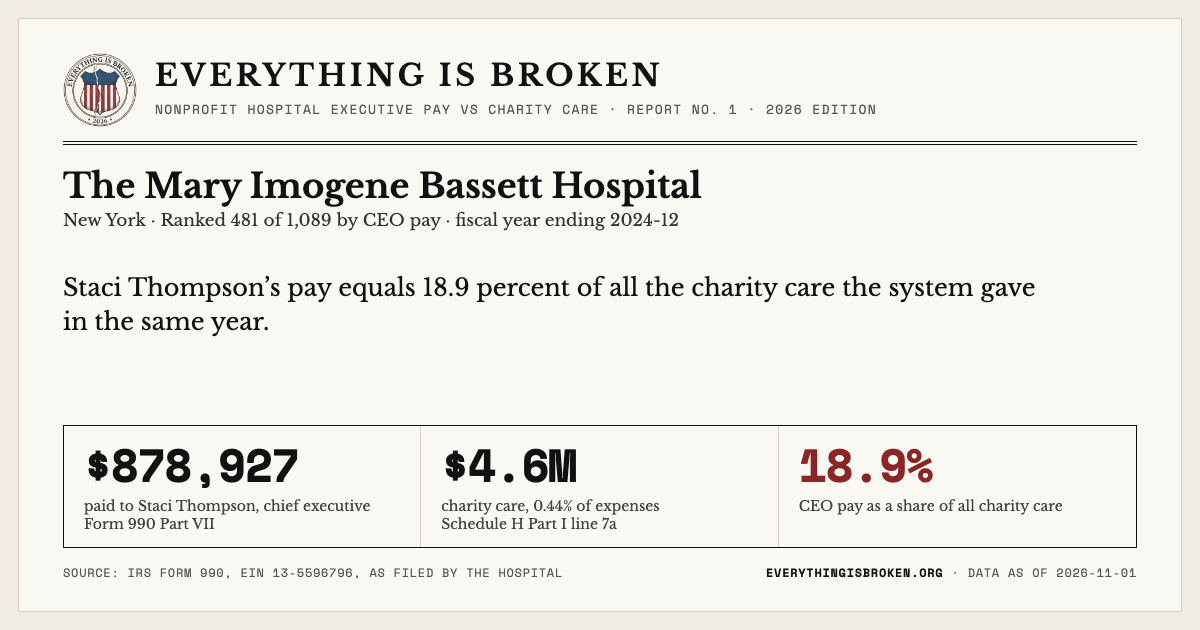 EVERYTHING IS BROKEN
2026
EVERYTHING IS BROKEN
NONPROFIT HOSPITAL EXECUTIVE PAY VS CHARITY CARE · REPORT NO. 1 · 2026 EDITION
The Mary Imogene Bassett Hospital
New York · Ranked 481 of 1,089 by CEO pay · fiscal year ending 2024-12
Staci Thompson’s pay equals 18.9 percent of all the charity care the system gave
in the same year.
$878,927
paid to Staci Thompson, chief executive
Form 990 Part VII
$4.6M
charity care, 0.44% of expenses
Schedule H Part I line 7a
18.9%
CEO pay as a share of all charity care
SOURCE: IRS FORM 990, EIN 13-5596796, AS FILED BY THE HOSPITAL
EVERYTHINGISBROKEN.ORG · DATA AS OF 2026-11-01